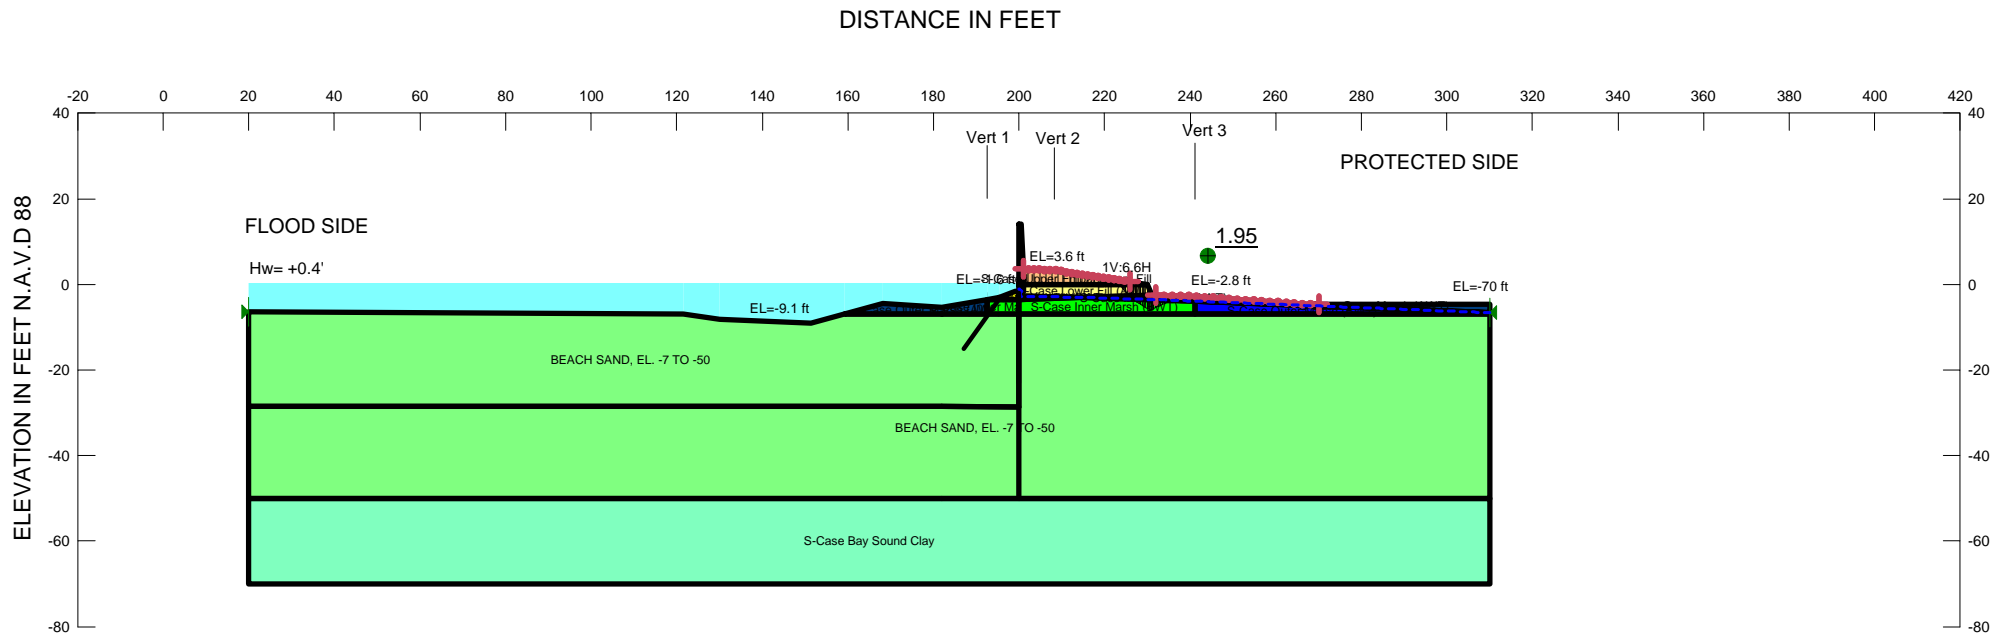 DISTANCE IN FEET
-20 0 20 40 60 80 100 120 140 160 180 200 220 240 260 280 300 320 340 360 380 400 420
40 40
Vert 1 Vert 2 Vert 3
PROTECTED SIDE
20 20
FLOOD SIDE
1.95
EL=3.6 ft
Hw= +0.4'
1V:6.6H
Fill
EL=-2.8 ft
EL=-70 ft
0 0
S-Case Lower Fill
EL=-9.1 ft
S-Case Inner Marsh
-20 -20
BEACH SAND, EL. -7 TO -50
BEACH SAND, EL. -7 TO -50
-40 -40
S-Case Bay Sound Clay
-60 -60
-80 -80
ELEVATION IN FEET N.A.V.D 88